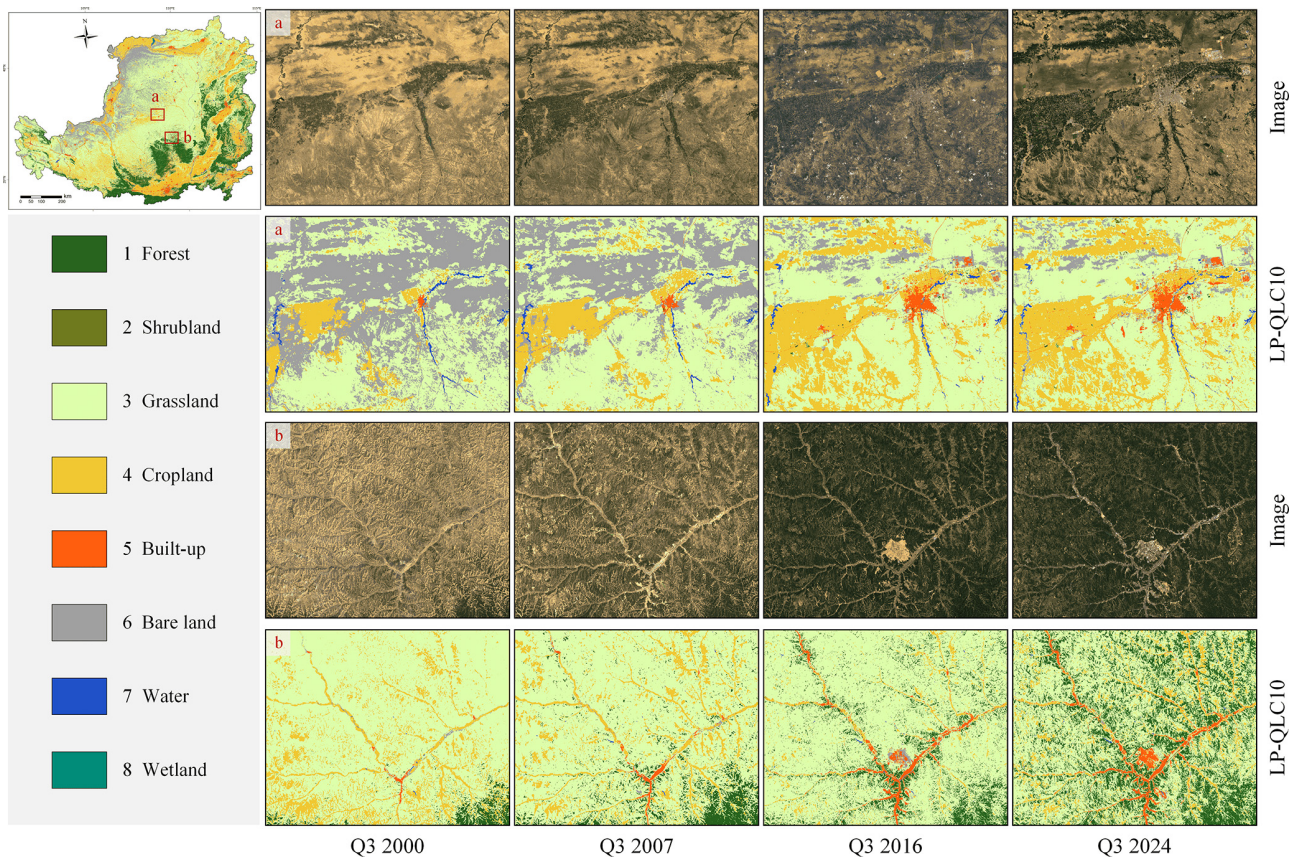 N
a
b
0 50 100 200 km
a
Image
1 Forest
2 Shrubland
3 Grassland
4 Cropland
5 Built-up
6 Bare land
7 Water
8 Wetland
a
LP-QLC10
b
Image
b
LP-QLC10
Q3 2000
Q3 2007
Q3 2016
Q3 2024